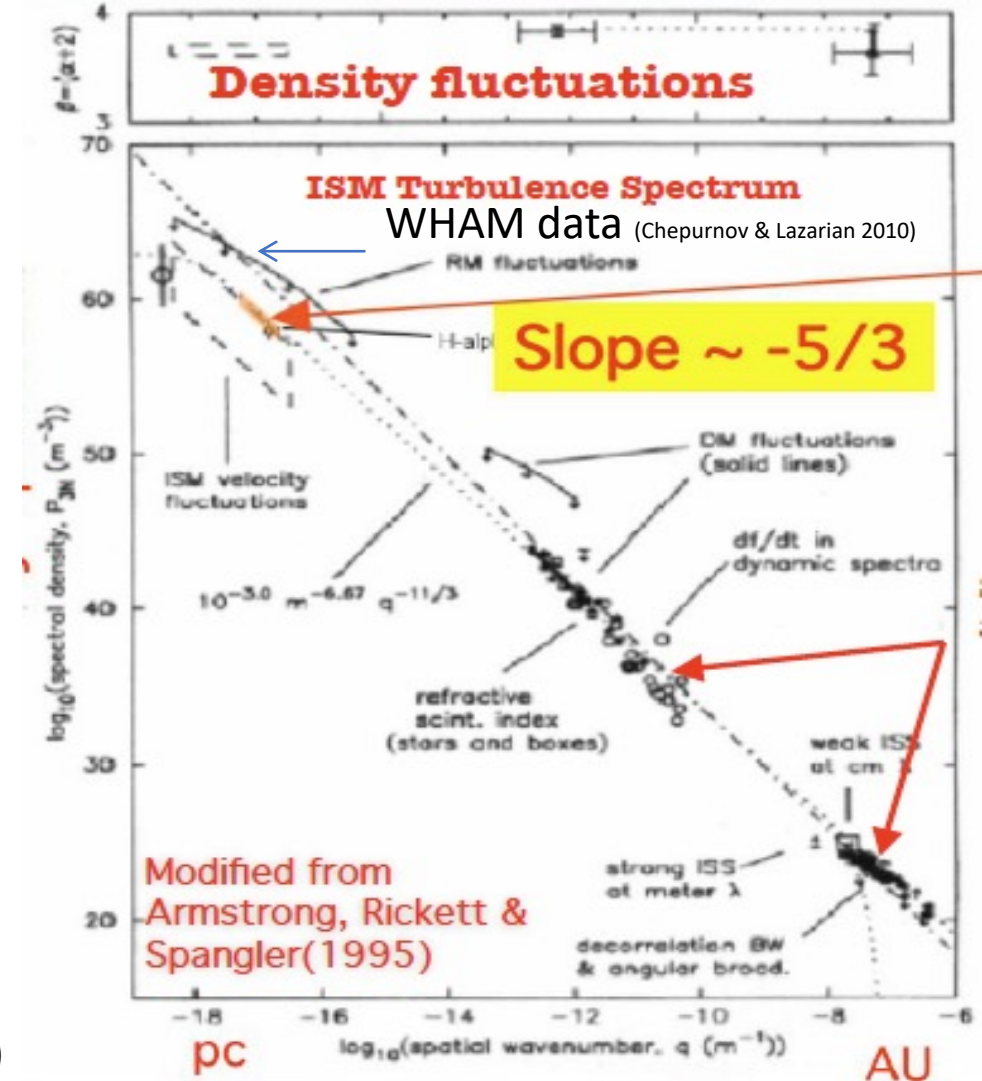 4
β=(α+2)
3
Density fluctuations
70
ISM Turbulence Spectrum
WHAM data (Chepurnov & Lazarian 2010)
RM fluctuations
60
H-alp
Slope ~ -5/3
50
DM fluctuations
(solid lines)
ISM velocity
fluctuations
df/dt in
dynamic spectra
10^-3.0 m^-6.67 q^-11/3
40
log₁₀(spectral density, P₃N (m⁻³))
refractive
scint. index
(stars and boxes)
30
weak ISS
at cm
strong ISS
at meter λ
Modified from
Armstrong, Rickett &
Spangler(1995)
20
decorrelation BW
& angular broad.
-18 -16 -14 -12 -10 -8 -6
pc
log₁₀(spatial wavenumber, q (m⁻¹))
AU